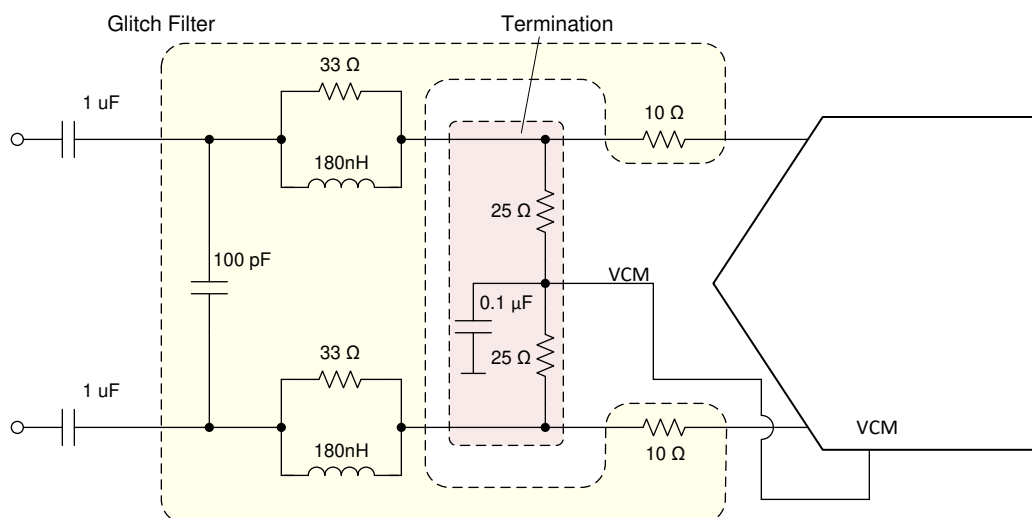 Glitch Filter
Termination
33 Ω
1 uF
10 Ω
180nH
25 Ω
100 pF
VCM
0.1 µF
25 Ω
33 Ω
1 uF
VCM
10 Ω
180nH